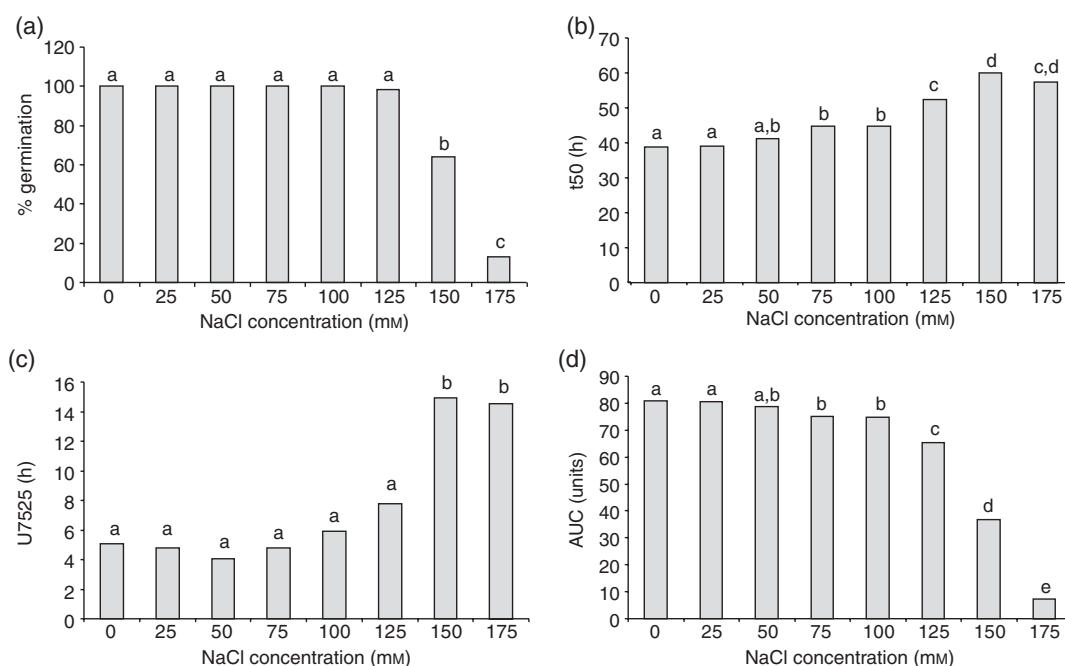 (a)
120
100
80
60
40
20
0
% germination
a a a a a a b c
0 25 50 75 100 125 150 175
NaCl concentration (mM)
(b)
70
60
50
40
30
20
10
0
t50 (h)
a a a,b b b c d c,d
0 25 50 75 100 125 150 175
NaCl concentration (mM)
(c)
16
14
12
10
8
6
4
2
0
U7525 (h)
a a a a a a b b
0 25 50 75 100 125 150 175
NaCl concentration (mM)
(d)
90
80
70
60
50
40
30
20
10
0
AUC (units)
a a a,b b b c d e
0 25 50 75 100 125 150 175
NaCl concentration (mM)